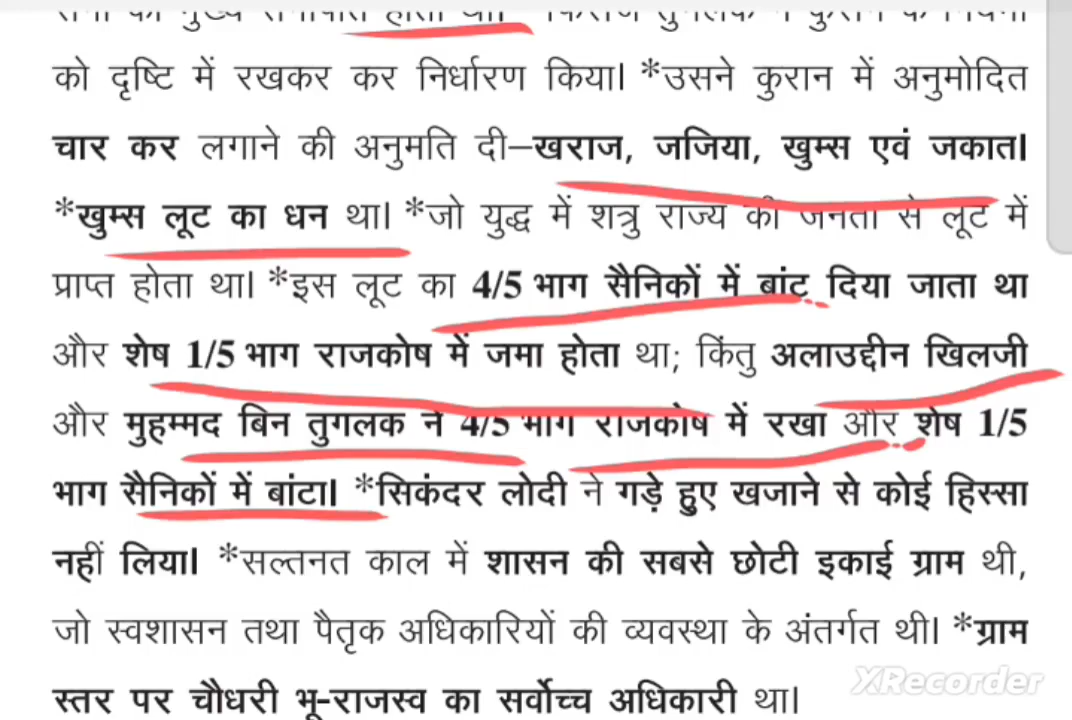 को दृष्टि में रखकर कर निर्धारण किया। *उसने कुरान में अनुमोदित
चार कर लगाने की अनुमति दी–खराज, जजिया, खुम्स एवं जकात।
*खुम्स लूट का धन था। *जो युद्ध में शत्रु राज्य की जनता से लूट में
प्राप्त होता था। *इस लूट का 4/5 भाग सैनिकों में बांट दिया जाता था
और शेष 1/5 भाग राजकोष में जमा होता था; किंतु अलाउद्दीन खिलजी
और मुहम्मद बिन तुगलक ने 4/5 भाग राजकोष में रखा और शेष 1/5
भाग सैनिकों में बांटा। *सिकंदर लोदी ने गड़े हुए खजाने से कोई हिस्सा
नहीं लिया। *सल्तनत काल में शासन की सबसे छोटी इकाई ग्राम थी,
जो स्वशासन तथा पैतृक अधिकारियों की व्यवस्था के अंतर्गत थी। *ग्राम
स्तर पर चौधरी भू-राजस्व का सर्वोच्च अधिकारी था।
XRecorder